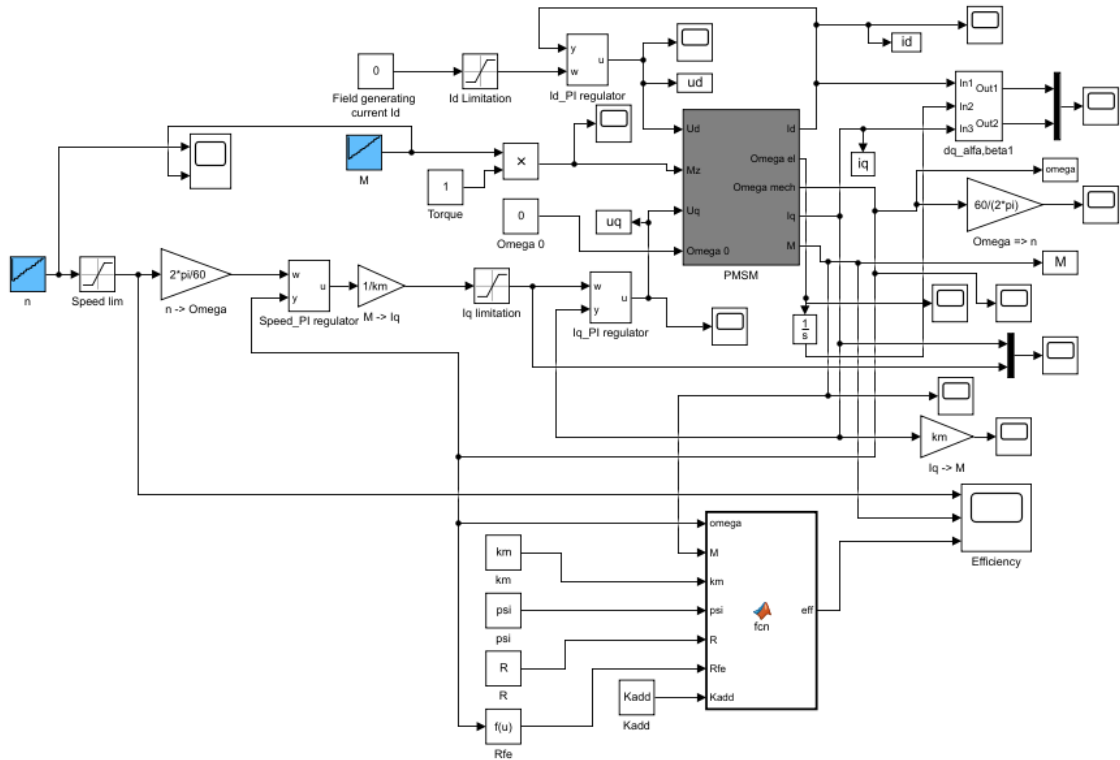 y
w
u
Id_PI regulator
0
Field generating
current Id
Id Limitation
ud
id
In1
In2
In3
Out1
Out2
dq_alfa,beta1
M
1
Torque
×
0
Omega 0
uq
Ud
Mz
Uq
Omega 0
Id
Omega el
Omega mech
Iq
M
PMSM
iq
omega
60/(2*pi)
Omega => n
M
n
Speed lim
2*pi/60
n -> Omega
w
y
u
Speed_PI regulator
1/km
M -> Iq
Iq limitation
w
y
u
Iq_PI regulator
1
s
km
Iq -> M
Efficiency
km
km
psi
psi
R
R
f(u)
Rfe
Kadd
Kadd
omega
M
km
psi
R
Rfe
Kadd
fcn
eff